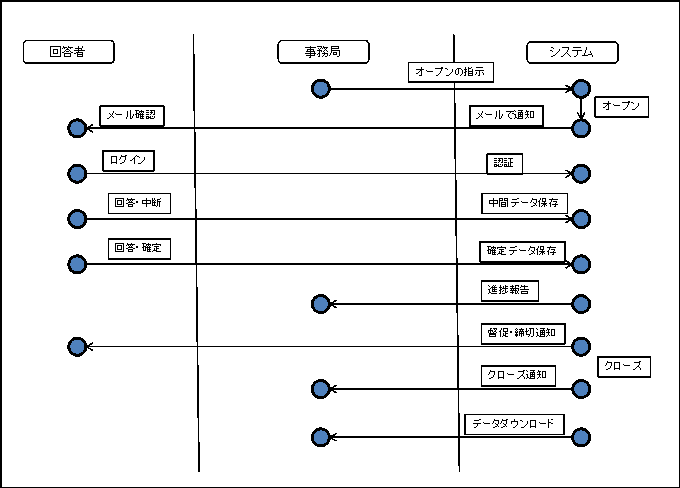 回答者
事務局
システム
オープンの指示
オープン
メール確認
メールで通知
ログイン
認証
回答・中断
中間データ保存
回答・確定
確定データ保存
進捗報告
督促・締切通知
クローズ
クローズ通知
データダウンロード